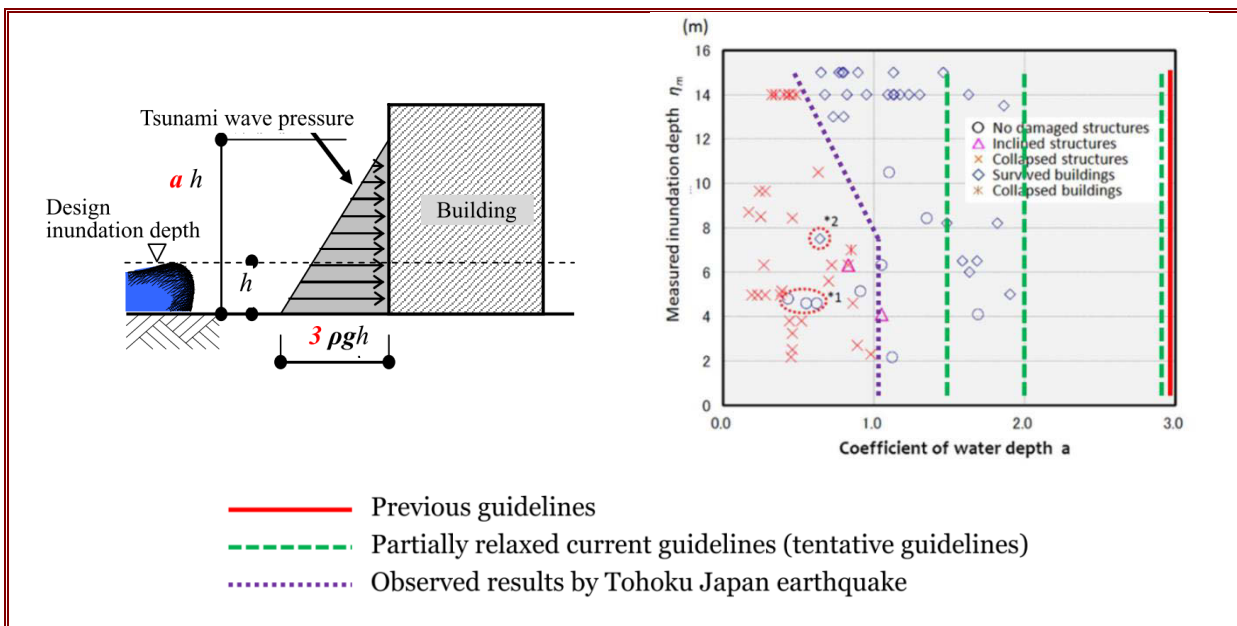 Tsunami wave pressure
a h
Design
inundation depth
h
Building
3 ρgh
(m)
Measured inundation depth ηm
16
14
12
10
8
6
4
2
0
0.0
1.0
2.0
3.0
Coefficient of water depth a
No damaged structures
Inclined structures
Collapsed structures
Survived buildings
Collapsed buildings
*2
*1
Previous guidelines
Partially relaxed current guidelines (tentative guidelines)
Observed results by Tohoku Japan earthquake